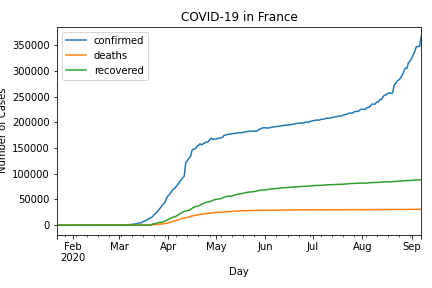 COVID-19 in France
350000
300000
250000
200000
150000
100000
50000
0
Number of Cases
confirmed
deaths
recovered
Feb
2020
Mar
Apr
May
Jun
Jul
Aug
Sep
Day